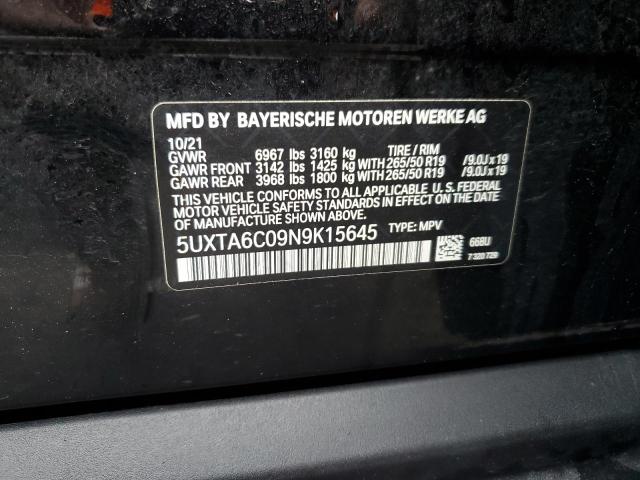 MFD BY BAYERISCHE MOTOREN WERKE AG
10/21
GVWR 6967 lbs 3160 kg TIRE / RIM
GAWR FRONT 3142 lbs 1425 kg WITH 265/50 R19 /9.0J x 19
GAWR REAR 3968 lbs 1800 kg WITH 265/50 R19 /9.0J x 19
THIS VEHICLE CONFORMS TO ALL APPLICABLE U.S. FEDERAL
MOTOR VEHICLE SAFETY STANDARDS IN EFFECT ON THE DATE
OF MANUFACTURE SHOWN ABOVE.
5UXTA6C09N9K15645 TYPE: MPV
668U
7 320 729